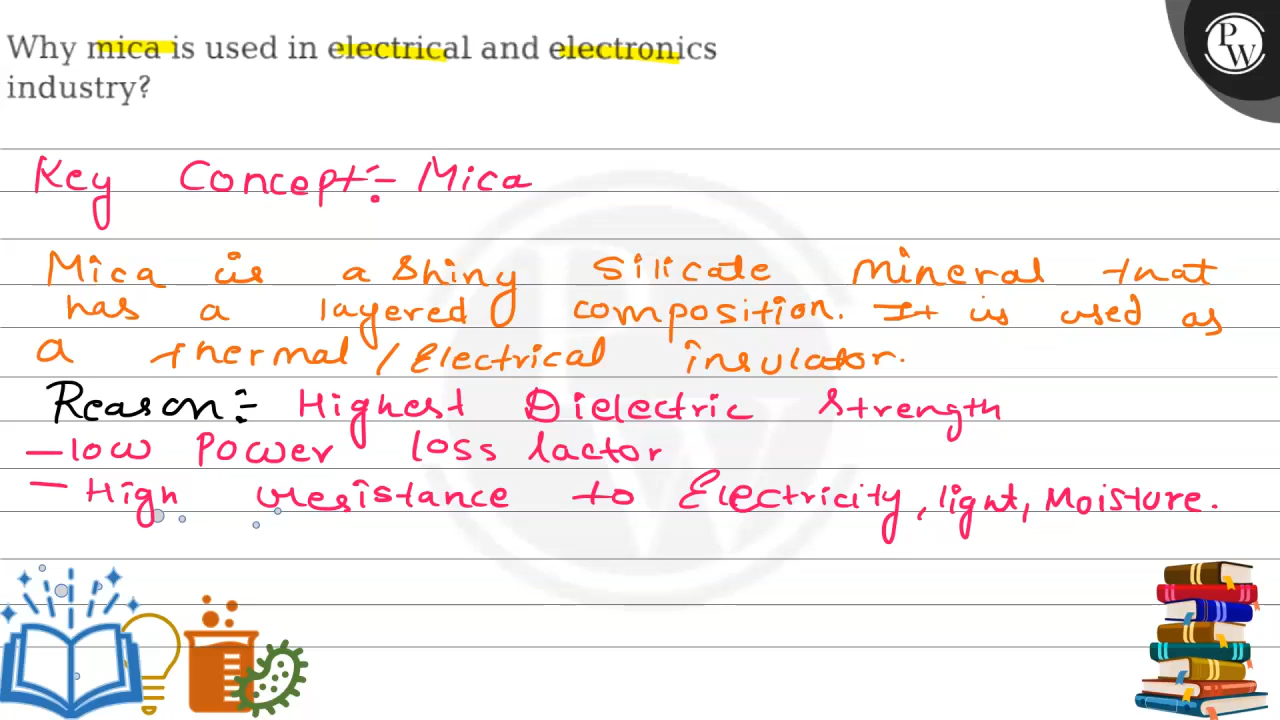 Why mica is used in electrical and electronics
industry?
PW
Key Concept:- Mica
Mica is a shiny silicate mineral that
has a layered composition. It is used as
a thermal/Electrical insulator.
Reason:- Highest Dielectric strength
- low Power loss factor
- High resistance to Electricity, light, Moisture.